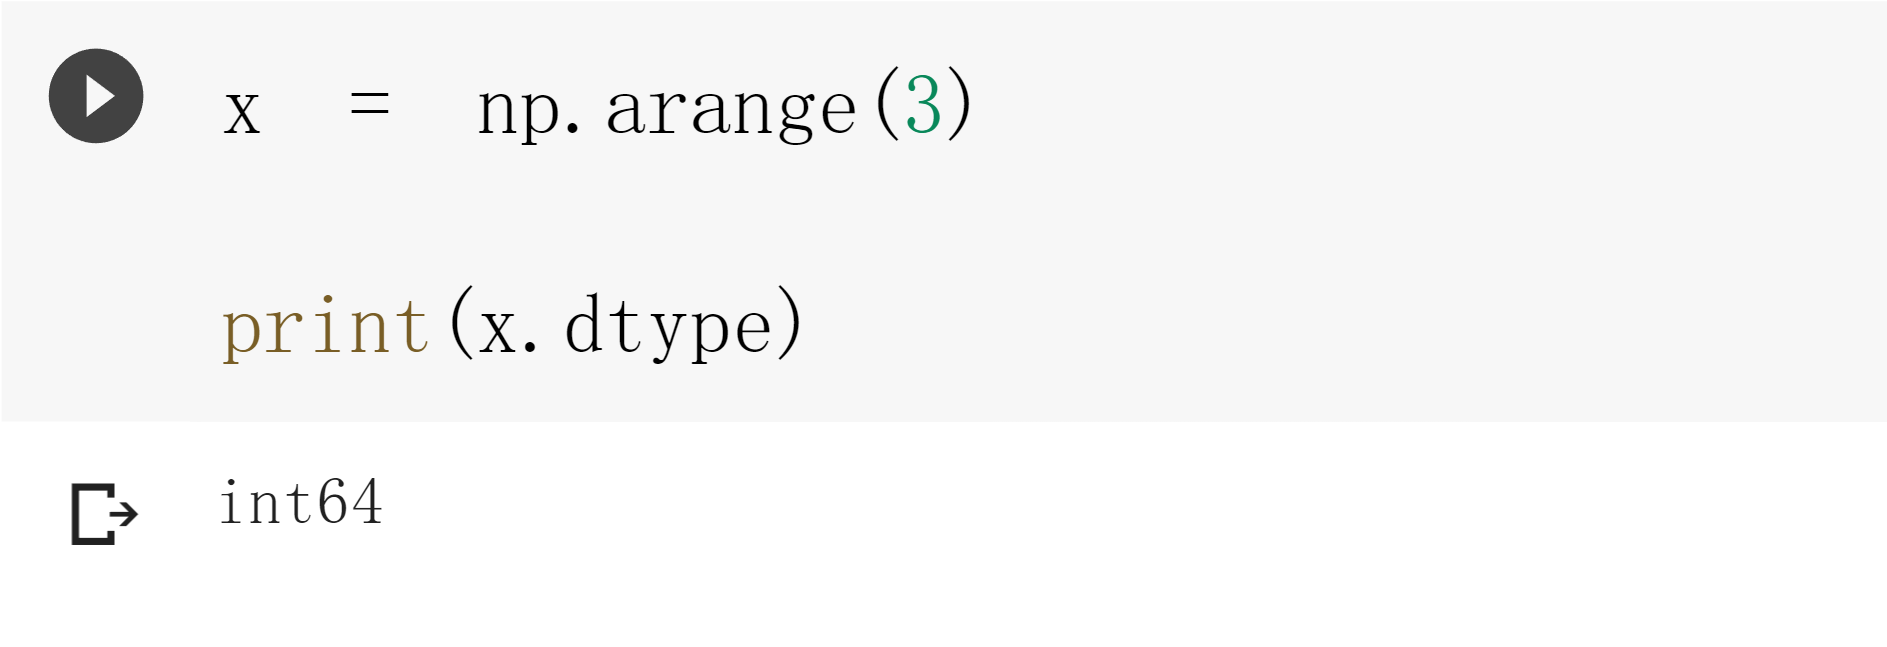 x = np.arange(3)
print(x.dtype)
int64